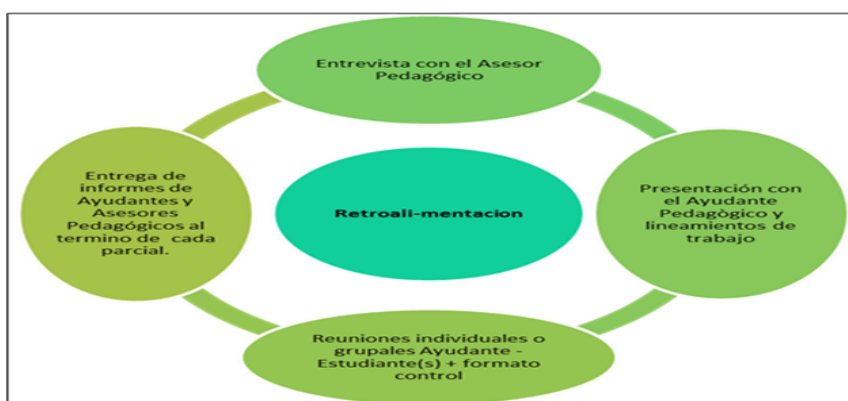 Entrevista con el Asesor
Pedagógico
Entrega de
informes de
Ayudantes y
Asesores
Pedagógicos al
termino de cada
parcial.
Retroali-mentacion
Presentación con
el Ayudante
Pedagògico y
lineamientos de
trabajo
Reuniones individuales o
grupales Ayudante -
Estudiante(s) + formato
control